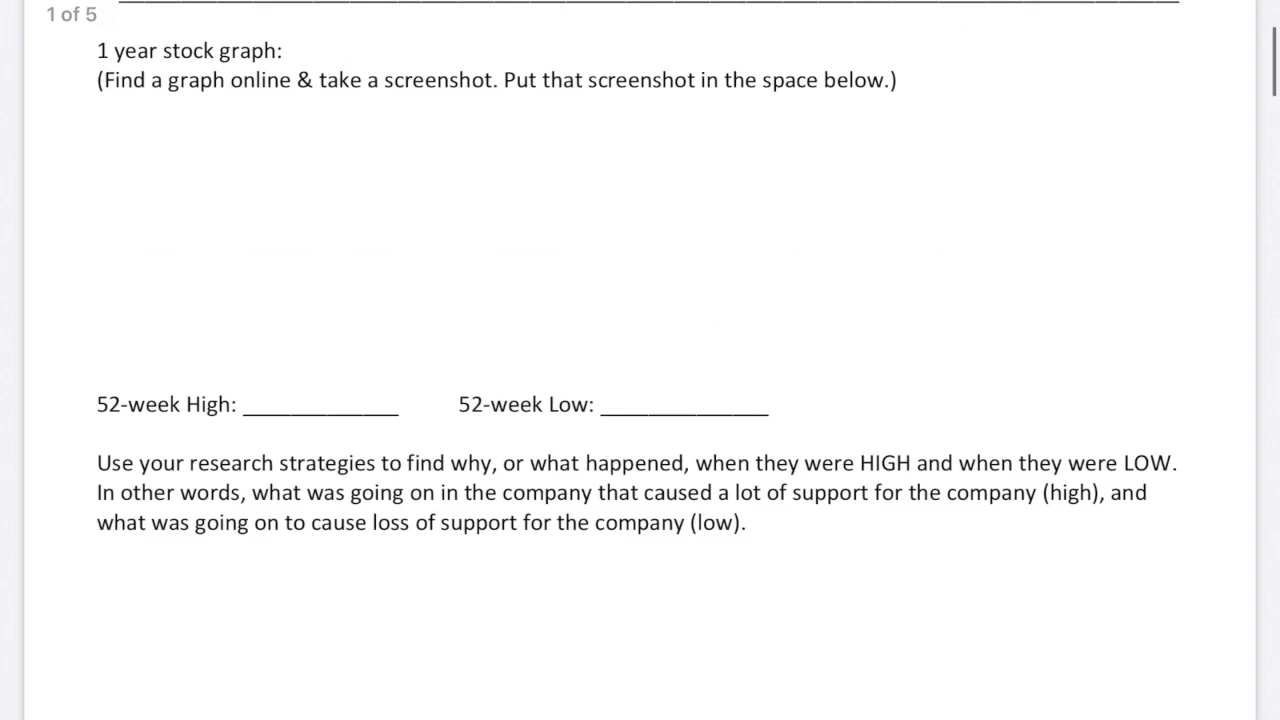 1 of 5
1 year stock graph:
(Find a graph online & take a screenshot. Put that screenshot in the space below.)
52-week High: _____________ 52-week Low: ______________
Use your research strategies to find why, or what happened, when they were HIGH and when they were LOW.
In other words, what was going on in the company that caused a lot of support for the company (high), and
what was going on to cause loss of support for the company (low).